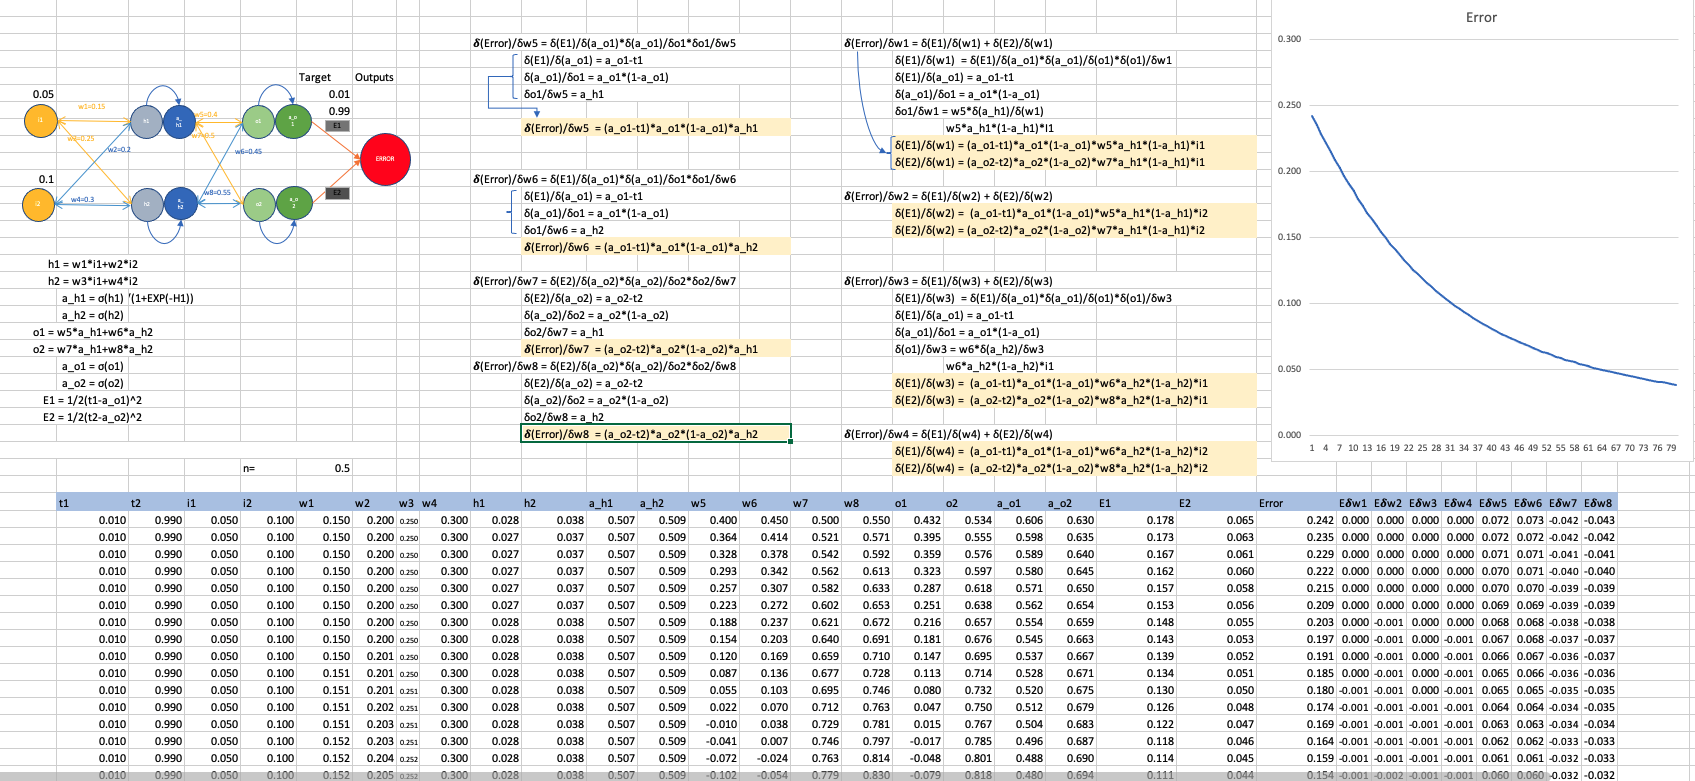 Target Outputs
0.05 0.01
0.99
w1=0.15
i1
h1
a_h1
w5=0.4
o1
a_o1
E1
w3=0.25
w7=0.5
w2=0.2
w6=0.45
ERROR
0.1
w4=0.3
w8=0.55
E2
i2
h2
a_h2
o2
a_o2
h1 = w1*i1+w2*i2
h2 = w3*i1+w4*i2
a_h1 = σ(h1) /(1+EXP(-H1))
a_h2 = σ(h2)
o1 = w5*a_h1+w6*a_h2
o2 = w7*a_h1+w8*a_h2
a_o1 = σ(o1)
a_o2 = σ(o2)
E1 = 1/2(t1-a_o1)^2
E2 = 1/2(t2-a_o2)^2
n= 0.5
δ(Error)/δw5 = δ(E1)/δ(a_o1)*δ(a_o1)/δo1*δo1/δw5
δ(E1)/δ(a_o1) = a_o1-t1
δ(a_o1)/δo1 = a_o1*(1-a_o1)
δo1/δw5 = a_h1
δ(Error)/δw5 = (a_o1-t1)*a_o1*(1-a_o1)*a_h1
δ(Error)/δw6 = δ(E1)/δ(a_o1)*δ(a_o1)/δo1*δo1/δw6
δ(E1)/δ(a_o1) = a_o1-t1
δ(a_o1)/δo1 = a_o1*(1-a_o1)
δo1/δw6 = a_h2
δ(Error)/δw6 = (a_o1-t1)*a_o1*(1-a_o1)*a_h2
δ(Error)/δw7 = δ(E2)/δ(a_o2)*δ(a_o2)/δo2*δo2/δw7
δ(E2)/δ(a_o2) = a_o2-t2
δ(a_o2)/δo2 = a_o2*(1-a_o2)
δo2/δw7 = a_h1
δ(Error)/δw7 = (a_o2-t2)*a_o2*(1-a_o2)*a_h1
δ(Error)/δw8 = δ(E2)/δ(a_o2)*δ(a_o2)/δo2*δo2/δw8
δ(E2)/δ(a_o2) = a_o2-t2
δ(a_o2)/δo2 = a_o2*(1-a_o2)
δo2/δw8 = a_h2
δ(Error)/δw8 = (a_o2-t2)*a_o2*(1-a_o2)*a_h2
δ(Error)/δw1 = δ(E1)/δ(w1) + δ(E2)/δ(w1)
δ(E1)/δ(w1) = δ(E1)/δ(a_o1)*δ(a_o1)/δ(o1)*δ(o1)/δw1
δ(E1)/δ(a_o1) = a_o1-t1
δ(a_o1)/δo1 = a_o1*(1-a_o1)
δo1/δw1 = w5*δ(a_h1)/δ(w1)
w5*a_h1*(1-a_h1)*i1
δ(E1)/δ(w1) = (a_o1-t1)*a_o1*(1-a_o1)*w5*a_h1*(1-a_h1)*i1
δ(E2)/δ(w1) = (a_o2-t2)*a_o2*(1-a_o2)*w7*a_h1*(1-a_h1)*i1
δ(Error)/δw2 = δ(E1)/δ(w2) + δ(E2)/δ(w2)
δ(E1)/δ(w2) = (a_o1-t1)*a_o1*(1-a_o1)*w5*a_h1*(1-a_h1)*i2
δ(E2)/δ(w2) = (a_o2-t2)*a_o2*(1-a_o2)*w7*a_h1*(1-a_h1)*i2
δ(Error)/δw3 = δ(E1)/δ(w3) + δ(E2)/δ(w3)
δ(E1)/δ(w3) = δ(E1)/δ(a_o1)*δ(a_o1)/δ(o1)*δ(o1)/δw3
δ(E1)/δ(a_o1) = a_o1-t1
δ(a_o1)/δo1 = a_o1*(1-a_o1)
δ(o1)/δw3 = w6*δ(a_h2)/δw3
w6*a_h2*(1-a_h2)*i1
δ(E1)/δ(w3) = (a_o1-t1)*a_o1*(1-a_o1)*w6*a_h2*(1-a_h2)*i1
δ(E2)/δ(w3) = (a_o2-t2)*a_o2*(1-a_o2)*w8*a_h2*(1-a_h2)*i1
δ(Error)/δw4 = δ(E1)/δ(w4) + δ(E2)/δ(w4)
δ(E1)/δ(w4) = (a_o1-t1)*a_o1*(1-a_o1)*w6*a_h2*(1-a_h2)*i2
δ(E2)/δ(w4) = (a_o2-t2)*a_o2*(1-a_o2)*w8*a_h2*(1-a_h2)*i2
Error
0.300
0.250
0.200
0.150
0.100
0.050
0.000
1 4 7 10 13 16 19 22 25 28 31 34 37 40 43 46 49 52 55 58 61 64 67 70 73 76 79
t1 t2 i1 i2 w1 w2 w3 w4 h1 h2 a_h1 a_h2 w5 w6 w7 w8 o1 o2 a_o1 a_o2 E1 E2 Error Eδw1 Eδw2 Eδw3 Eδw4 Eδw5 Eδw6 Eδw7 Eδw8
0.010 0.990 0.050 0.100 0.150 0.200 0.250 0.300 0.028 0.038 0.507 0.509 0.400 0.450 0.500 0.550 0.432 0.534 0.606 0.630 0.178 0.065 0.242 0.000 0.000 0.000 0.000 0.072 0.073 -0.042 -0.043
0.010 0.990 0.050 0.100 0.150 0.200 0.250 0.300 0.027 0.037 0.507 0.509 0.364 0.414 0.521 0.571 0.395 0.555 0.598 0.635 0.173 0.063 0.235 0.000 0.000 0.000 0.000 0.072 0.072 -0.042 -0.042
0.010 0.990 0.050 0.100 0.150 0.200 0.250 0.300 0.027 0.037 0.507 0.509 0.328 0.378 0.542 0.592 0.359 0.576 0.589 0.640 0.167 0.061 0.229 0.000 0.000 0.000 0.000 0.071 0.071 -0.041 -0.041
0.010 0.990 0.050 0.100 0.150 0.200 0.250 0.300 0.027 0.037 0.507 0.509 0.293 0.342 0.562 0.613 0.323 0.597 0.580 0.645 0.162 0.060 0.222 0.000 0.000 0.000 0.000 0.070 0.071 -0.040 -0.040
0.010 0.990 0.050 0.100 0.150 0.200 0.250 0.300 0.027 0.037 0.507 0.509 0.257 0.307 0.582 0.633 0.287 0.618 0.571 0.650 0.157 0.058 0.215 0.000 0.000 0.000 0.000 0.070 0.070 -0.039 -0.039
0.010 0.990 0.050 0.100 0.150 0.200 0.250 0.300 0.027 0.037 0.507 0.509 0.223 0.272 0.602 0.653 0.251 0.638 0.562 0.654 0.153 0.056 0.209 0.000 0.000 0.000 0.000 0.069 0.069 -0.039 -0.039
0.010 0.990 0.050 0.100 0.150 0.200 0.250 0.300 0.028 0.038 0.507 0.509 0.188 0.237 0.621 0.672 0.216 0.657 0.554 0.659 0.148 0.055 0.203 0.000 -0.001 0.000 0.000 0.068 0.068 -0.038 -0.038
0.010 0.990 0.050 0.100 0.150 0.200 0.250 0.300 0.028 0.038 0.507 0.509 0.154 0.203 0.640 0.691 0.181 0.676 0.545 0.663 0.143 0.053 0.197 0.000 -0.001 0.000 -0.001 0.067 0.068 -0.037 -0.037
0.010 0.990 0.050 0.100 0.150 0.201 0.250 0.300 0.028 0.038 0.507 0.509 0.120 0.169 0.659 0.710 0.147 0.695 0.537 0.667 0.139 0.052 0.191 0.000 -0.001 0.000 -0.001 0.066 0.067 -0.036 -0.037
0.010 0.990 0.050 0.100 0.151 0.201 0.250 0.300 0.028 0.038 0.507 0.509 0.087 0.136 0.677 0.728 0.113 0.714 0.528 0.671 0.134 0.051 0.185 0.000 -0.001 0.000 -0.001 0.065 0.066 -0.036 -0.036
0.010 0.990 0.050 0.100 0.151 0.201 0.251 0.300 0.028 0.038 0.507 0.509 0.055 0.103 0.695 0.746 0.080 0.732 0.520 0.675 0.130 0.050 0.180 -0.001 -0.001 0.000 -0.001 0.065 0.065 -0.035 -0.035
0.010 0.990 0.050 0.100 0.151 0.202 0.251 0.300 0.028 0.038 0.507 0.509 0.022 0.070 0.712 0.763 0.047 0.750 0.512 0.679 0.126 0.048 0.174 -0.001 -0.001 -0.001 -0.001 0.064 0.064 -0.034 -0.035
0.010 0.990 0.050 0.100 0.151 0.203 0.251 0.300 0.028 0.038 0.507 0.509 -0.010 0.038 0.729 0.781 0.015 0.767 0.504 0.683 0.122 0.047 0.169 -0.001 -0.001 -0.001 -0.001 0.063 0.063 -0.034 -0.034
0.010 0.990 0.050 0.100 0.152 0.203 0.251 0.300 0.028 0.038 0.507 0.509 -0.041 0.007 0.746 0.797 -0.017 0.785 0.496 0.687 0.118 0.046 0.164 -0.001 -0.001 -0.001 -0.001 0.062 0.062 -0.033 -0.033
0.010 0.990 0.050 0.100 0.152 0.204 0.252 0.300 0.028 0.038 0.507 0.509 -0.072 -0.024 0.763 0.814 -0.048 0.801 0.488 0.690 0.114 0.045 0.159 -0.001 -0.002 -0.001 -0.001 0.061 0.062 -0.032 -0.033
0.010 0.990 0.050 0.100 0.152 0.205 0.252 0.300 0.028 0.038 0.507 0.509 -0.102 -0.054 0.779 0.830 -0.079 0.818 0.480 0.694 0.111 0.044 0.154 -0.001 -0.002 -0.001 -0.001 0.060 0.060 -0.032 -0.032